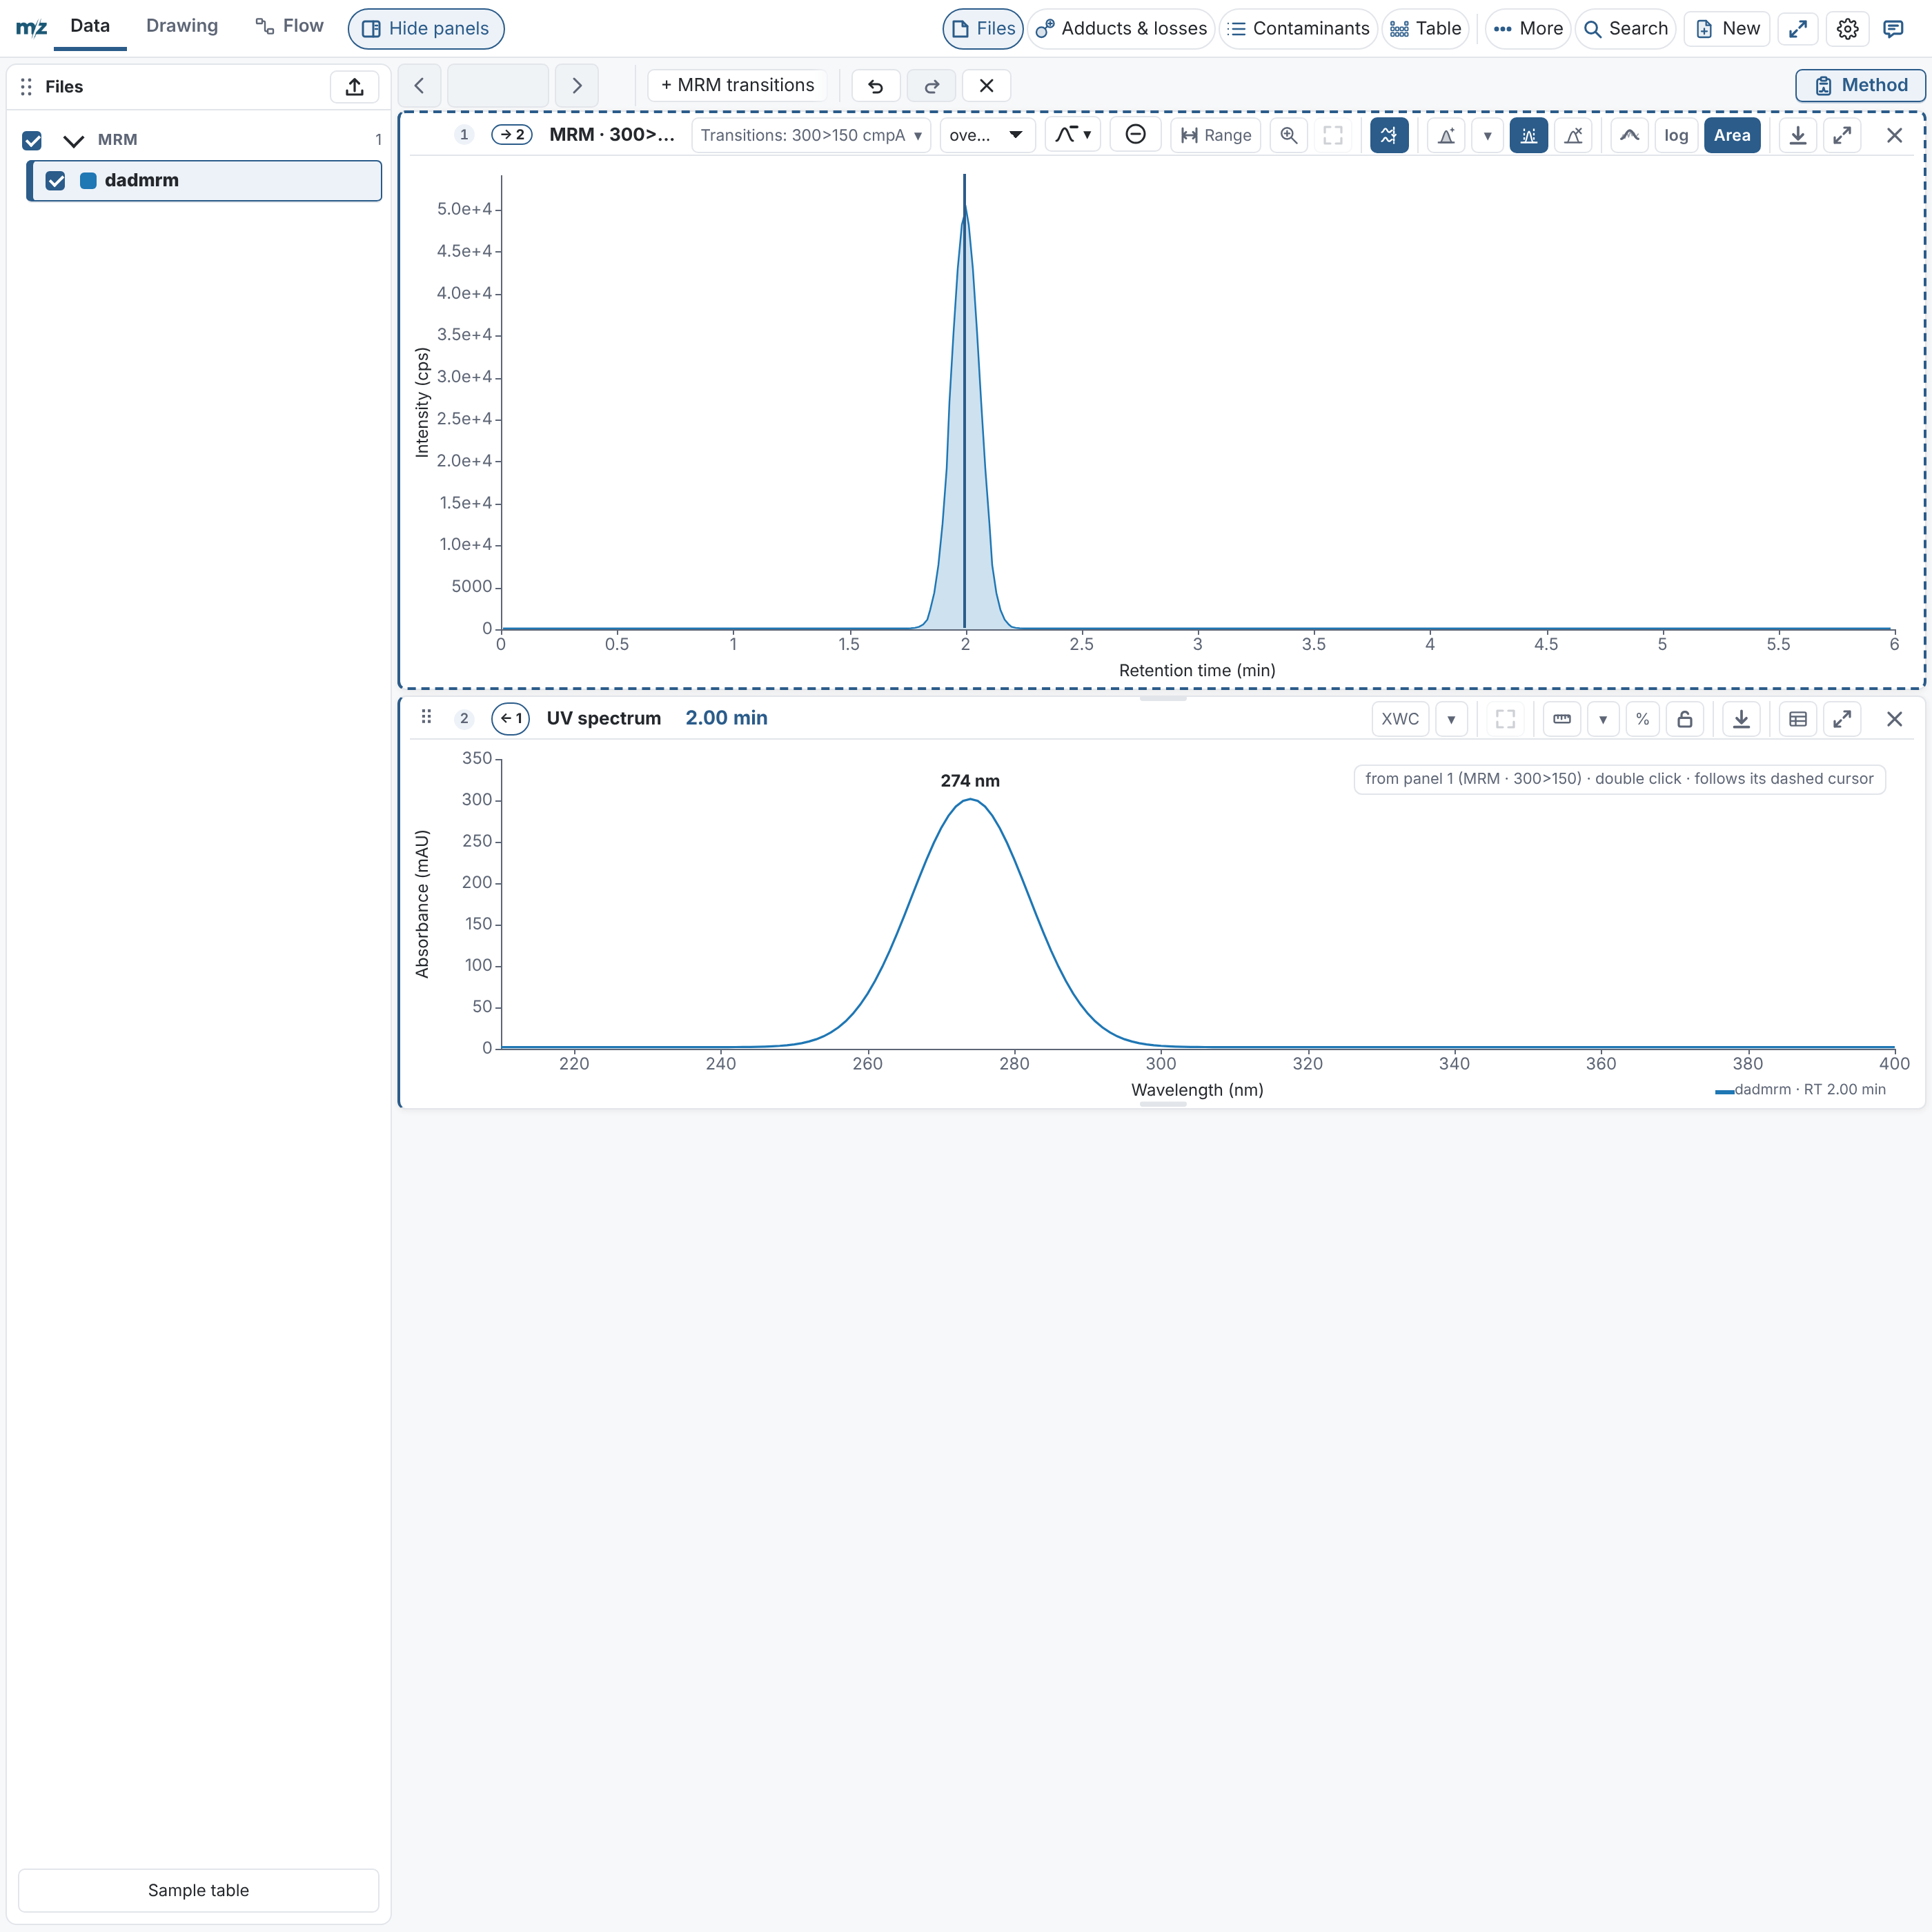 m/z Data Drawing Flow Hide panels Files Adducts & losses Contaminants Table More Search New
Files
+ MRM transitions
Method
MRM 1
dadmrm
Sample table
1 → 2 MRM · 300>... Transitions: 300>150 cmpA ▾ ove... Range log Area
Intensity (cps)
5.0e+4
4.5e+4
4.0e+4
3.5e+4
3.0e+4
2.5e+4
2.0e+4
1.5e+4
1.0e+4
5000
0
0 0.5 1 1.5 2 2.5 3 3.5 4 4.5 5 5.5 6
Retention time (min)
2 ← 1 UV spectrum 2.00 min XWC ▾ %
274 nm
from panel 1 (MRM · 300>150) · double click · follows its dashed cursor
Absorbance (mAU)
350
300
250
200
150
100
50
0
220 240 260 280 300 320 340 360 380 400
Wavelength (nm)
dadmrm · RT 2.00 min